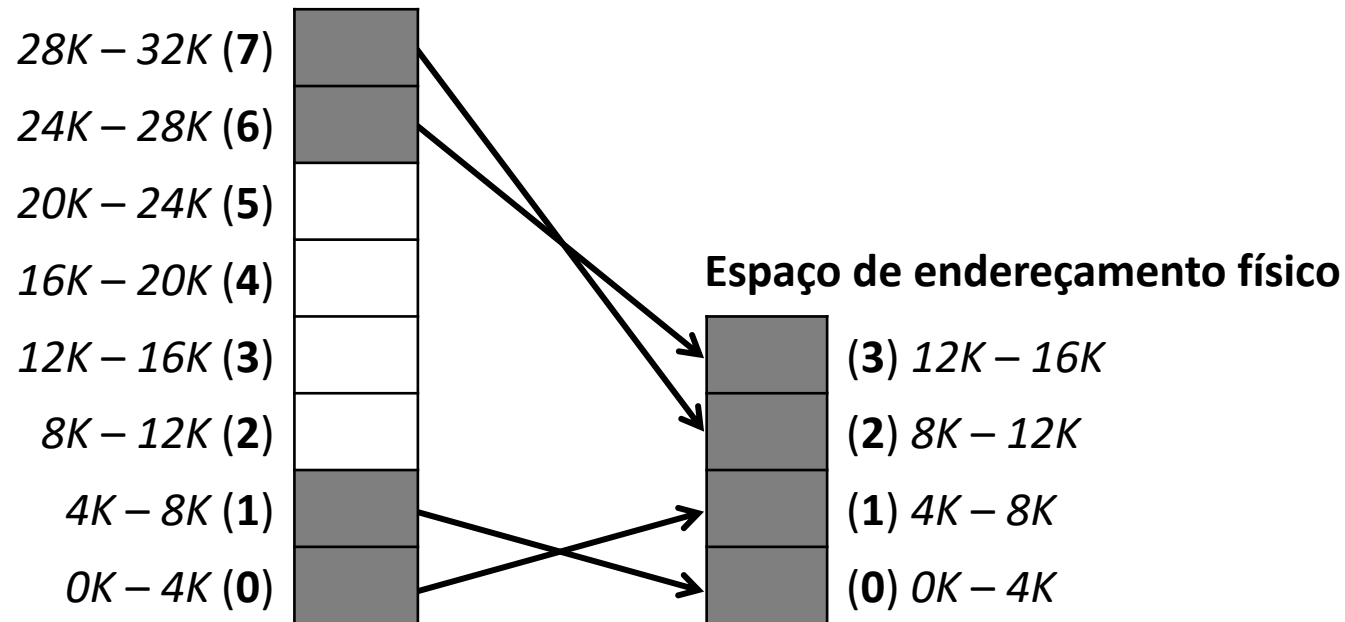 28K – 32K (7)
24K – 28K (6)
20K – 24K (5)
16K – 20K (4)
12K – 16K (3)
8K – 12K (2)
4K – 8K (1)
0K – 4K (0)
Espaço de endereçamento físico
(3) 12K – 16K
(2) 8K – 12K
(1) 4K – 8K
(0) 0K – 4K